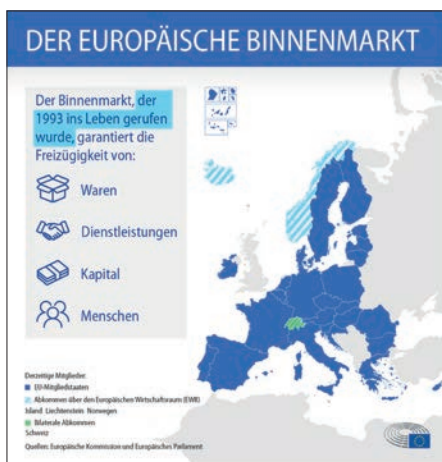 DER EUROPÄISCHE BINNENMARKT
Der Binnenmarkt, der
1993 ins Leben gerufen
wurde, garantiert die
Freizügigkeit von:
Waren
Dienstleistungen
Kapital
Menschen
Derzeitige Mitglieder:
EU-Mitgliedstaaten
Abkommen über den Europäischen Wirtschaftsraum (EWR)
Island Liechtenstein Norwegen
Bilaterale Abkommen
Schweiz
Quellen: Europäische Kommission und Europäisches Parlament